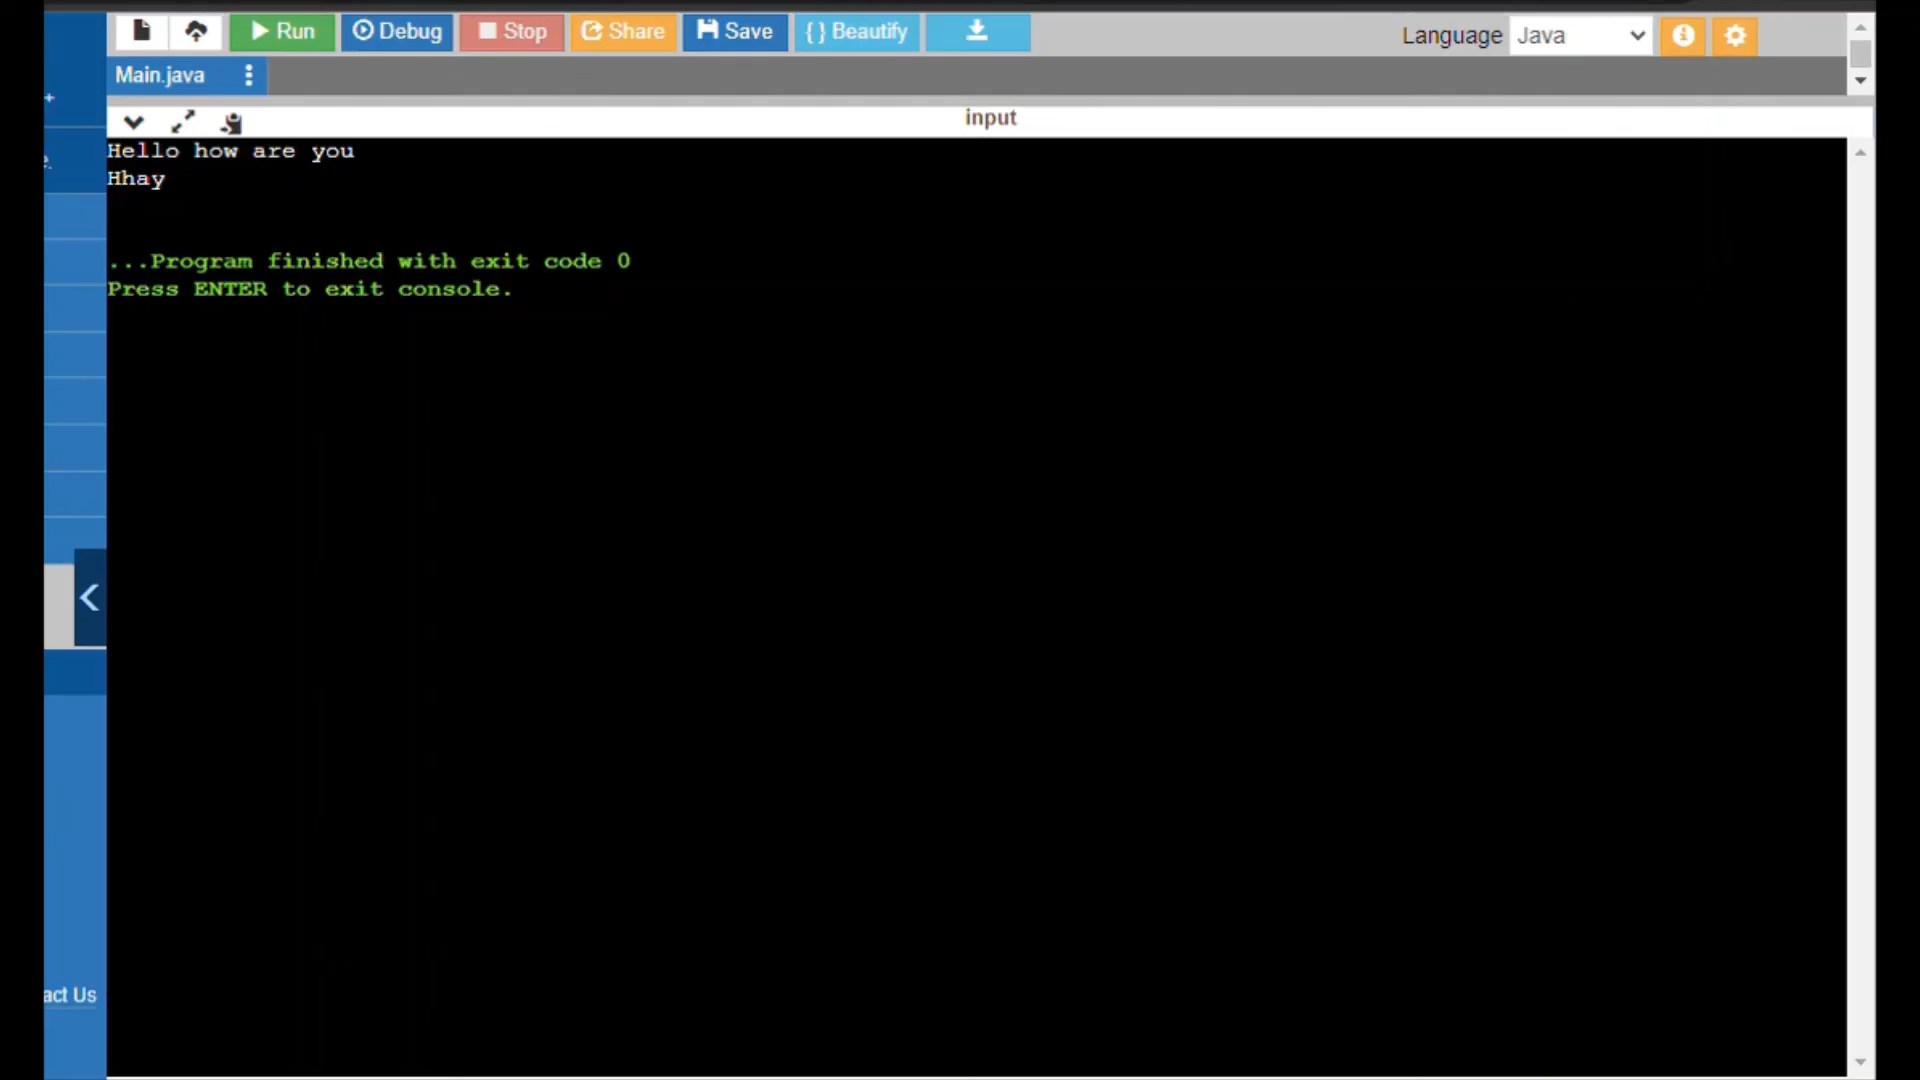 Run Debug Stop Share Save { } Beautify Language Java
Main.java
+
input
Hello how are you
Hhay
...Program finished with exit code 0
Press ENTER to exit console.
act Us